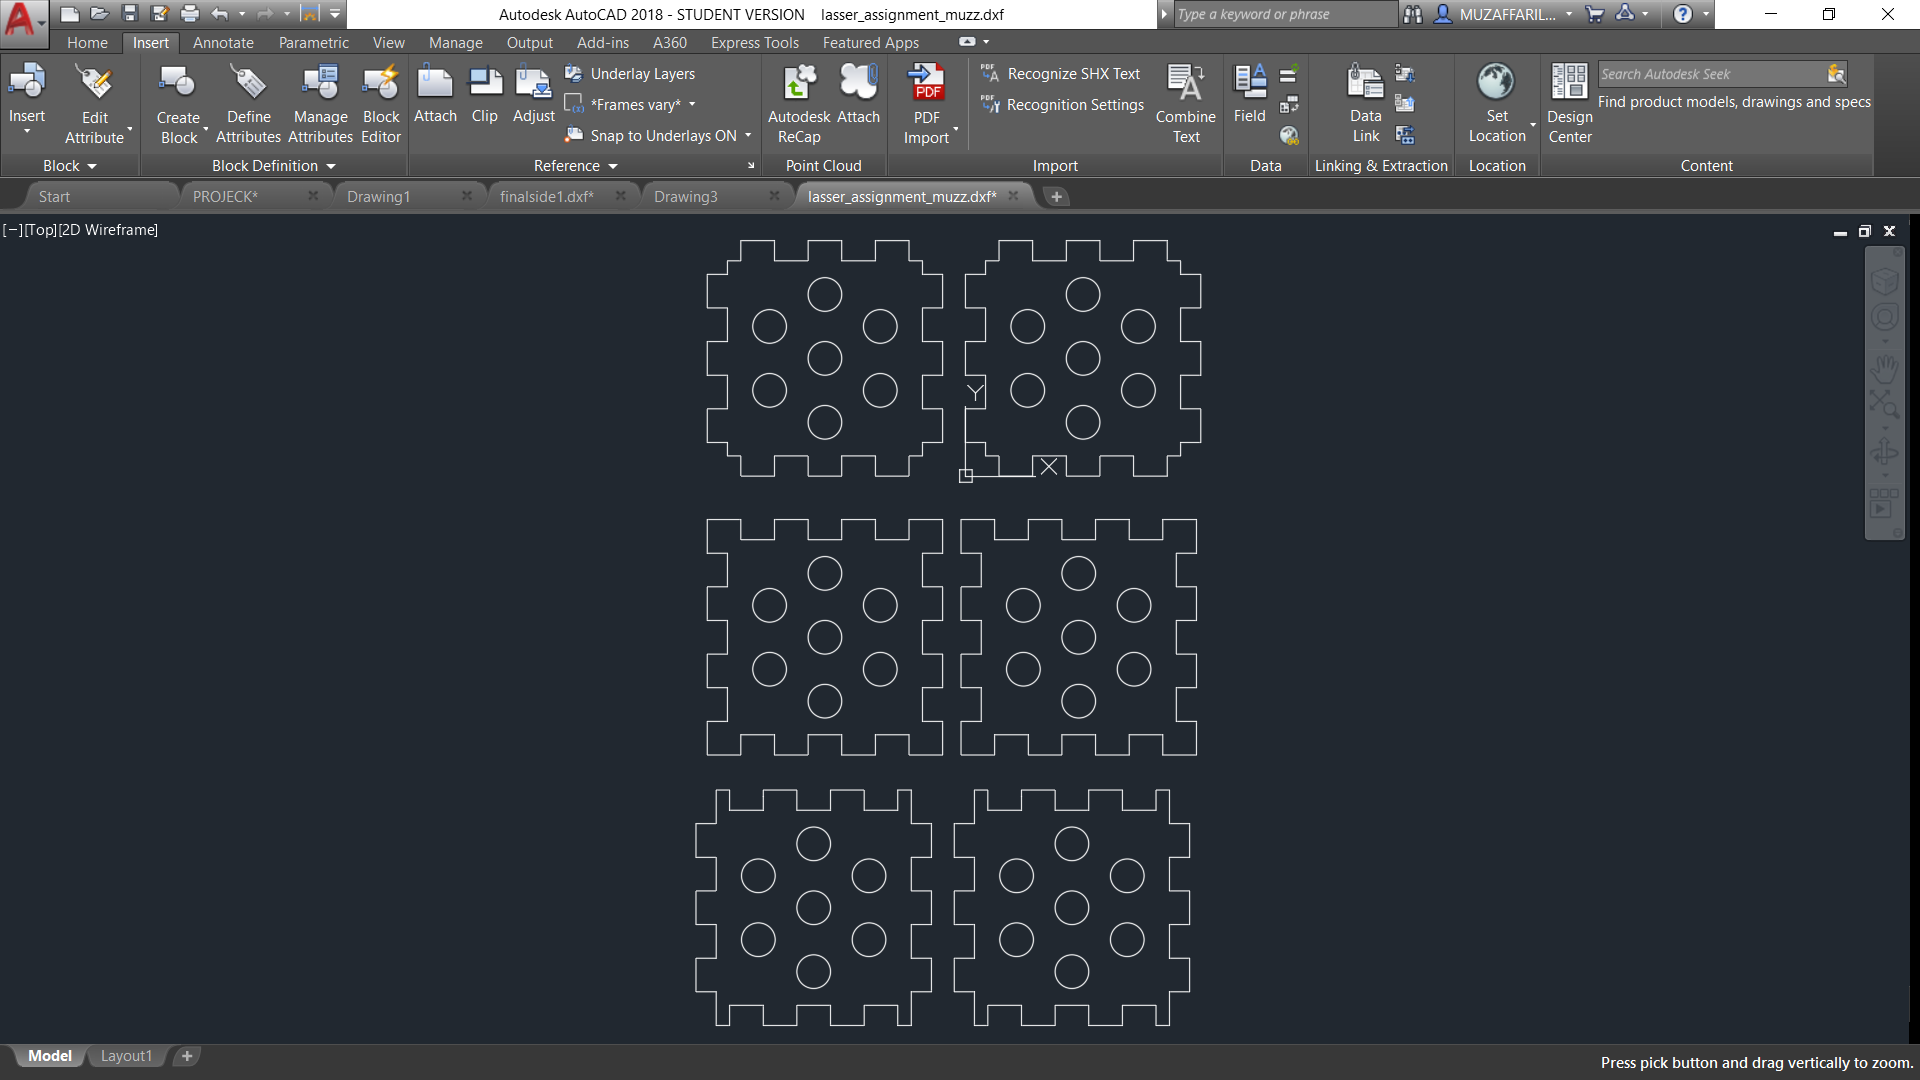 Autodesk AutoCAD 2018 - STUDENT VERSION lasser_assignment_muzz.dxf
Type a keyword or phrase
MUZAFFARIL...
Home Insert Annotate Parametric View Manage Output Add-ins A360 Express Tools Featured Apps
Insert
Edit Attribute
Create Block
Define Attributes
Manage Attributes
Block Editor
Attach
Clip
Adjust
Underlay Layers
*Frames vary*
Snap to Underlays ON
Autodesk ReCap
Attach
PDF
PDF Import
Recognize SHX Text
Recognition Settings
Combine Text
Field
Data Link
Set Location
Design Center
Search Autodesk Seek
Find product models, drawings and specs
Block Block Definition Reference Point Cloud Import Data Linking & Extraction Location Content
Start PROJECK* Drawing1 finalside1.dxf* Drawing3 lasser_assignment_muzz.dxf*
[−][Top][2D Wireframe]
Y
X
Model Layout1
Press pick button and drag vertically to zoom.